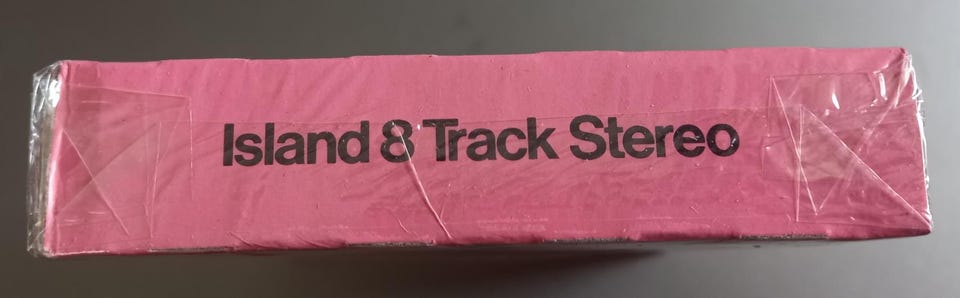 Island 8 Track Stereo